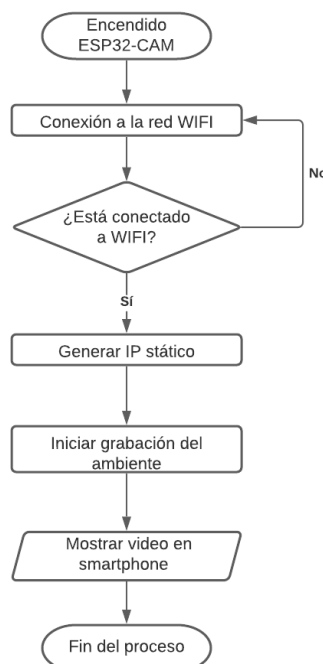 Encendido
ESP32-CAM
Conexión a la red WIFI
No
¿Está conectado
a WIFI?
Sí
Generar IP stático
Iniciar grabación del
ambiente
Mostrar video en
smartphone
Fin del proceso